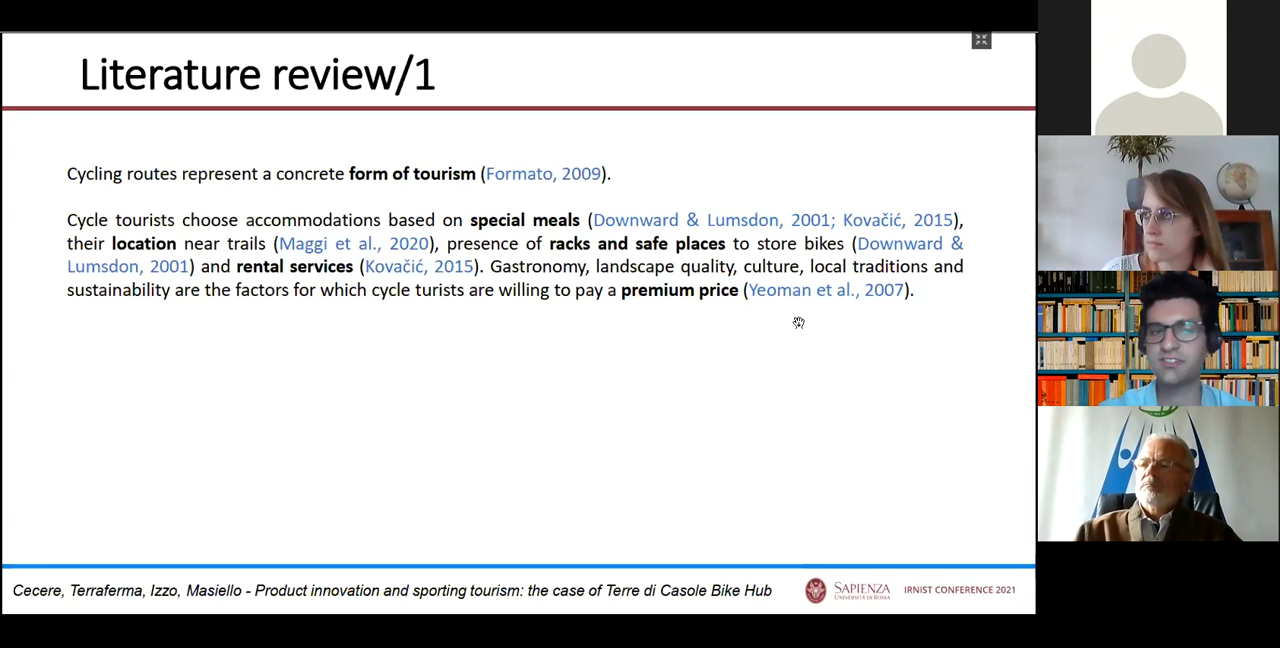 Literature review/1
Cycling routes represent a concrete form of tourism (Formato, 2009).
Cycle tourists choose accommodations based on special meals (Downward & Lumsdon, 2001; Kovačić, 2015),
their location near trails (Maggi et al., 2020), presence of racks and safe places to store bikes (Downward &
Lumsdon, 2001) and rental services (Kovačić, 2015). Gastronomy, landscape quality, culture, local traditions and
sustainability are the factors for which cycle turists are willing to pay a premium price (Yeoman et al., 2007).
Cecere, Terraferma, Izzo, Masiello - Product innovation and sporting tourism: the case of Terre di Casole Bike Hub
SAPIENZA
UNIVERSITÀ DI ROMA
IRNIST CONFERENCE 2021